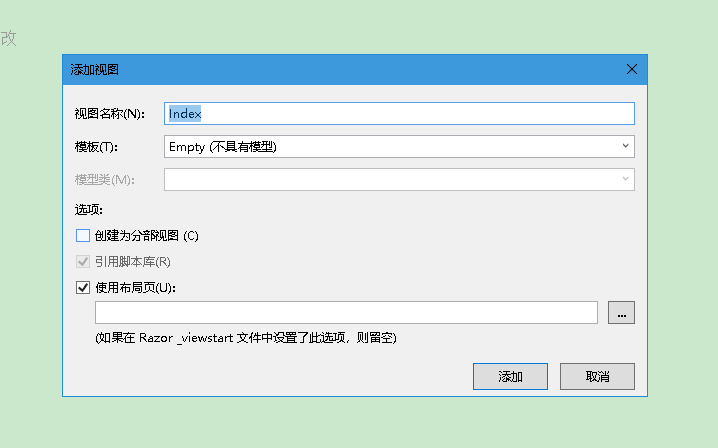 改
添加视图
视图名称(N):
Index
模板(T):
Empty (不具有模型)
模型类(M):
选项:
创建为分部视图 (C)
引用脚本库(R)
使用布局页(U):
...
(如果在 Razor _viewstart 文件中设置了此选项，则留空)
添加
取消